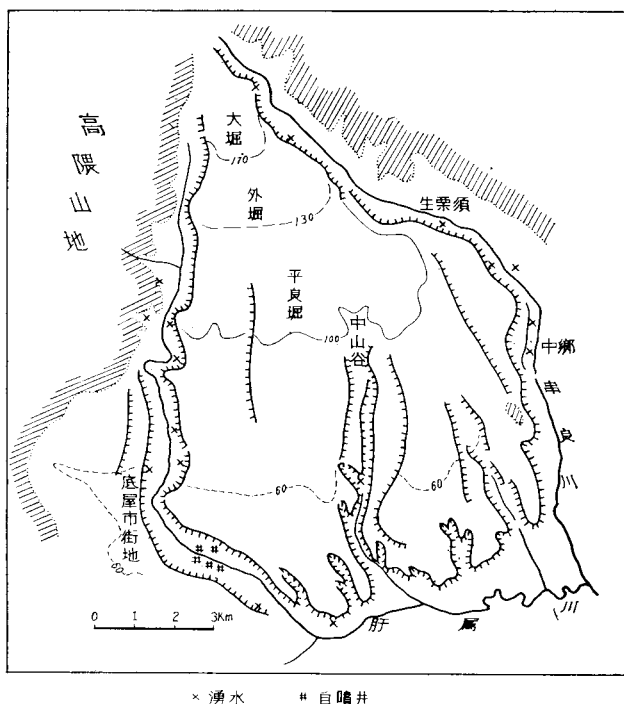 高隈山地
大堀
170
外堀
130
生栗須
平良堀
100
中山谷
中郷
串良川
60
60
鹿屋市街地
80
0 1 2 3Km
肝属川
× 湧水 # 自噴井